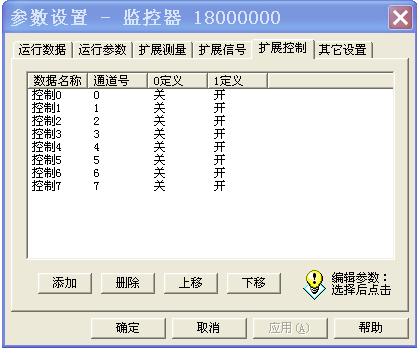 参数设置 - 监控器 18000000
运行数据 运行参数 扩展测量 扩展信号 扩展控制 其它设置
数据名称 通道号 0定义 1定义
控制0 0 关 开
控制1 1 关 开
控制2 2 关 开
控制3 3 关 开
控制4 4 关 开
控制5 5 关 开
控制6 6 关 开
控制7 7 关 开
添加 删除 上移 下移 编辑参数：
选择后点击
确定 取消 应用(A) 帮助